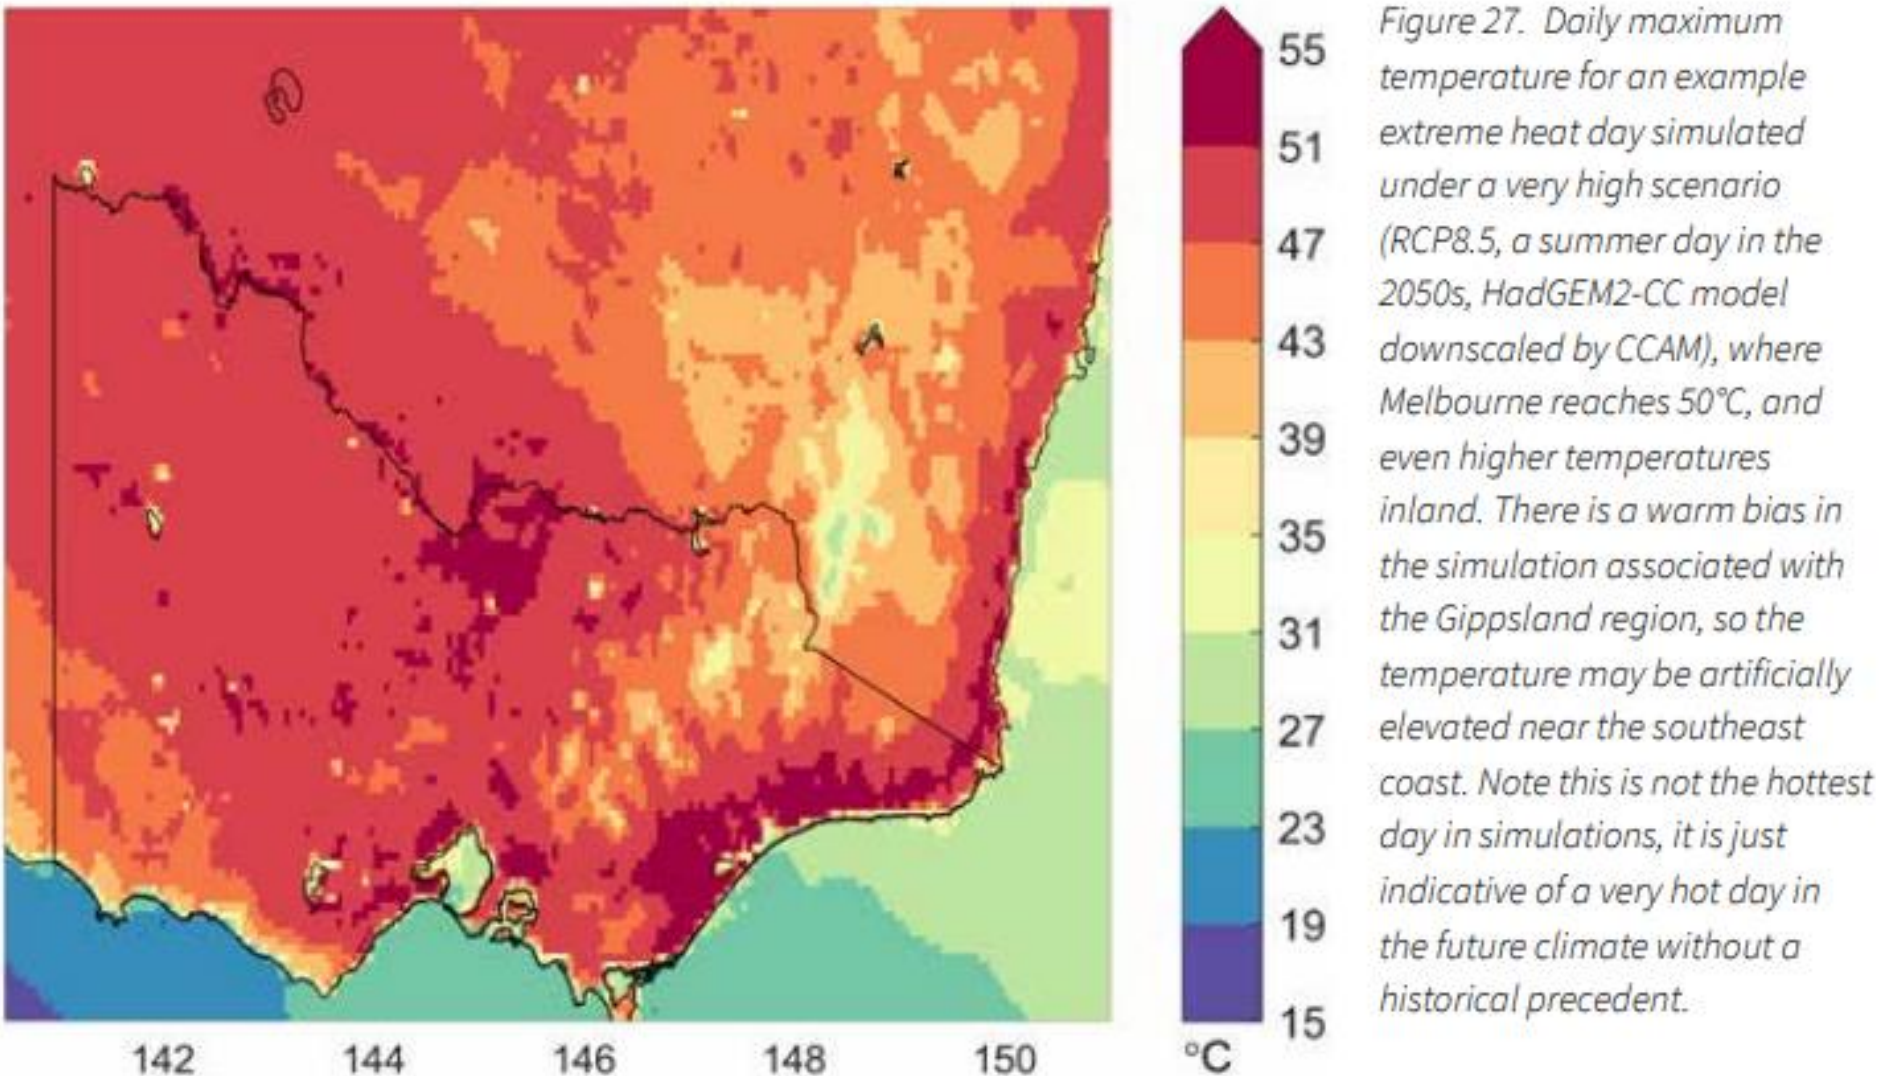 55
51
47
43
39
35
31
27
23
19
15
°C
142 144 146 148 150
Figure 27. Daily maximum
temperature for an example
extreme heat day simulated
under a very high scenario
(RCP8.5, a summer day in the
2050s, HadGEM2-CC model
downscaled by CCAM), where
Melbourne reaches 50°C, and
even higher temperatures
inland. There is a warm bias in
the simulation associated with
the Gippsland region, so the
temperature may be artificially
elevated near the southeast
coast. Note this is not the hottest
day in simulations, it is just
indicative of a very hot day in
the future climate without a
historical precedent.